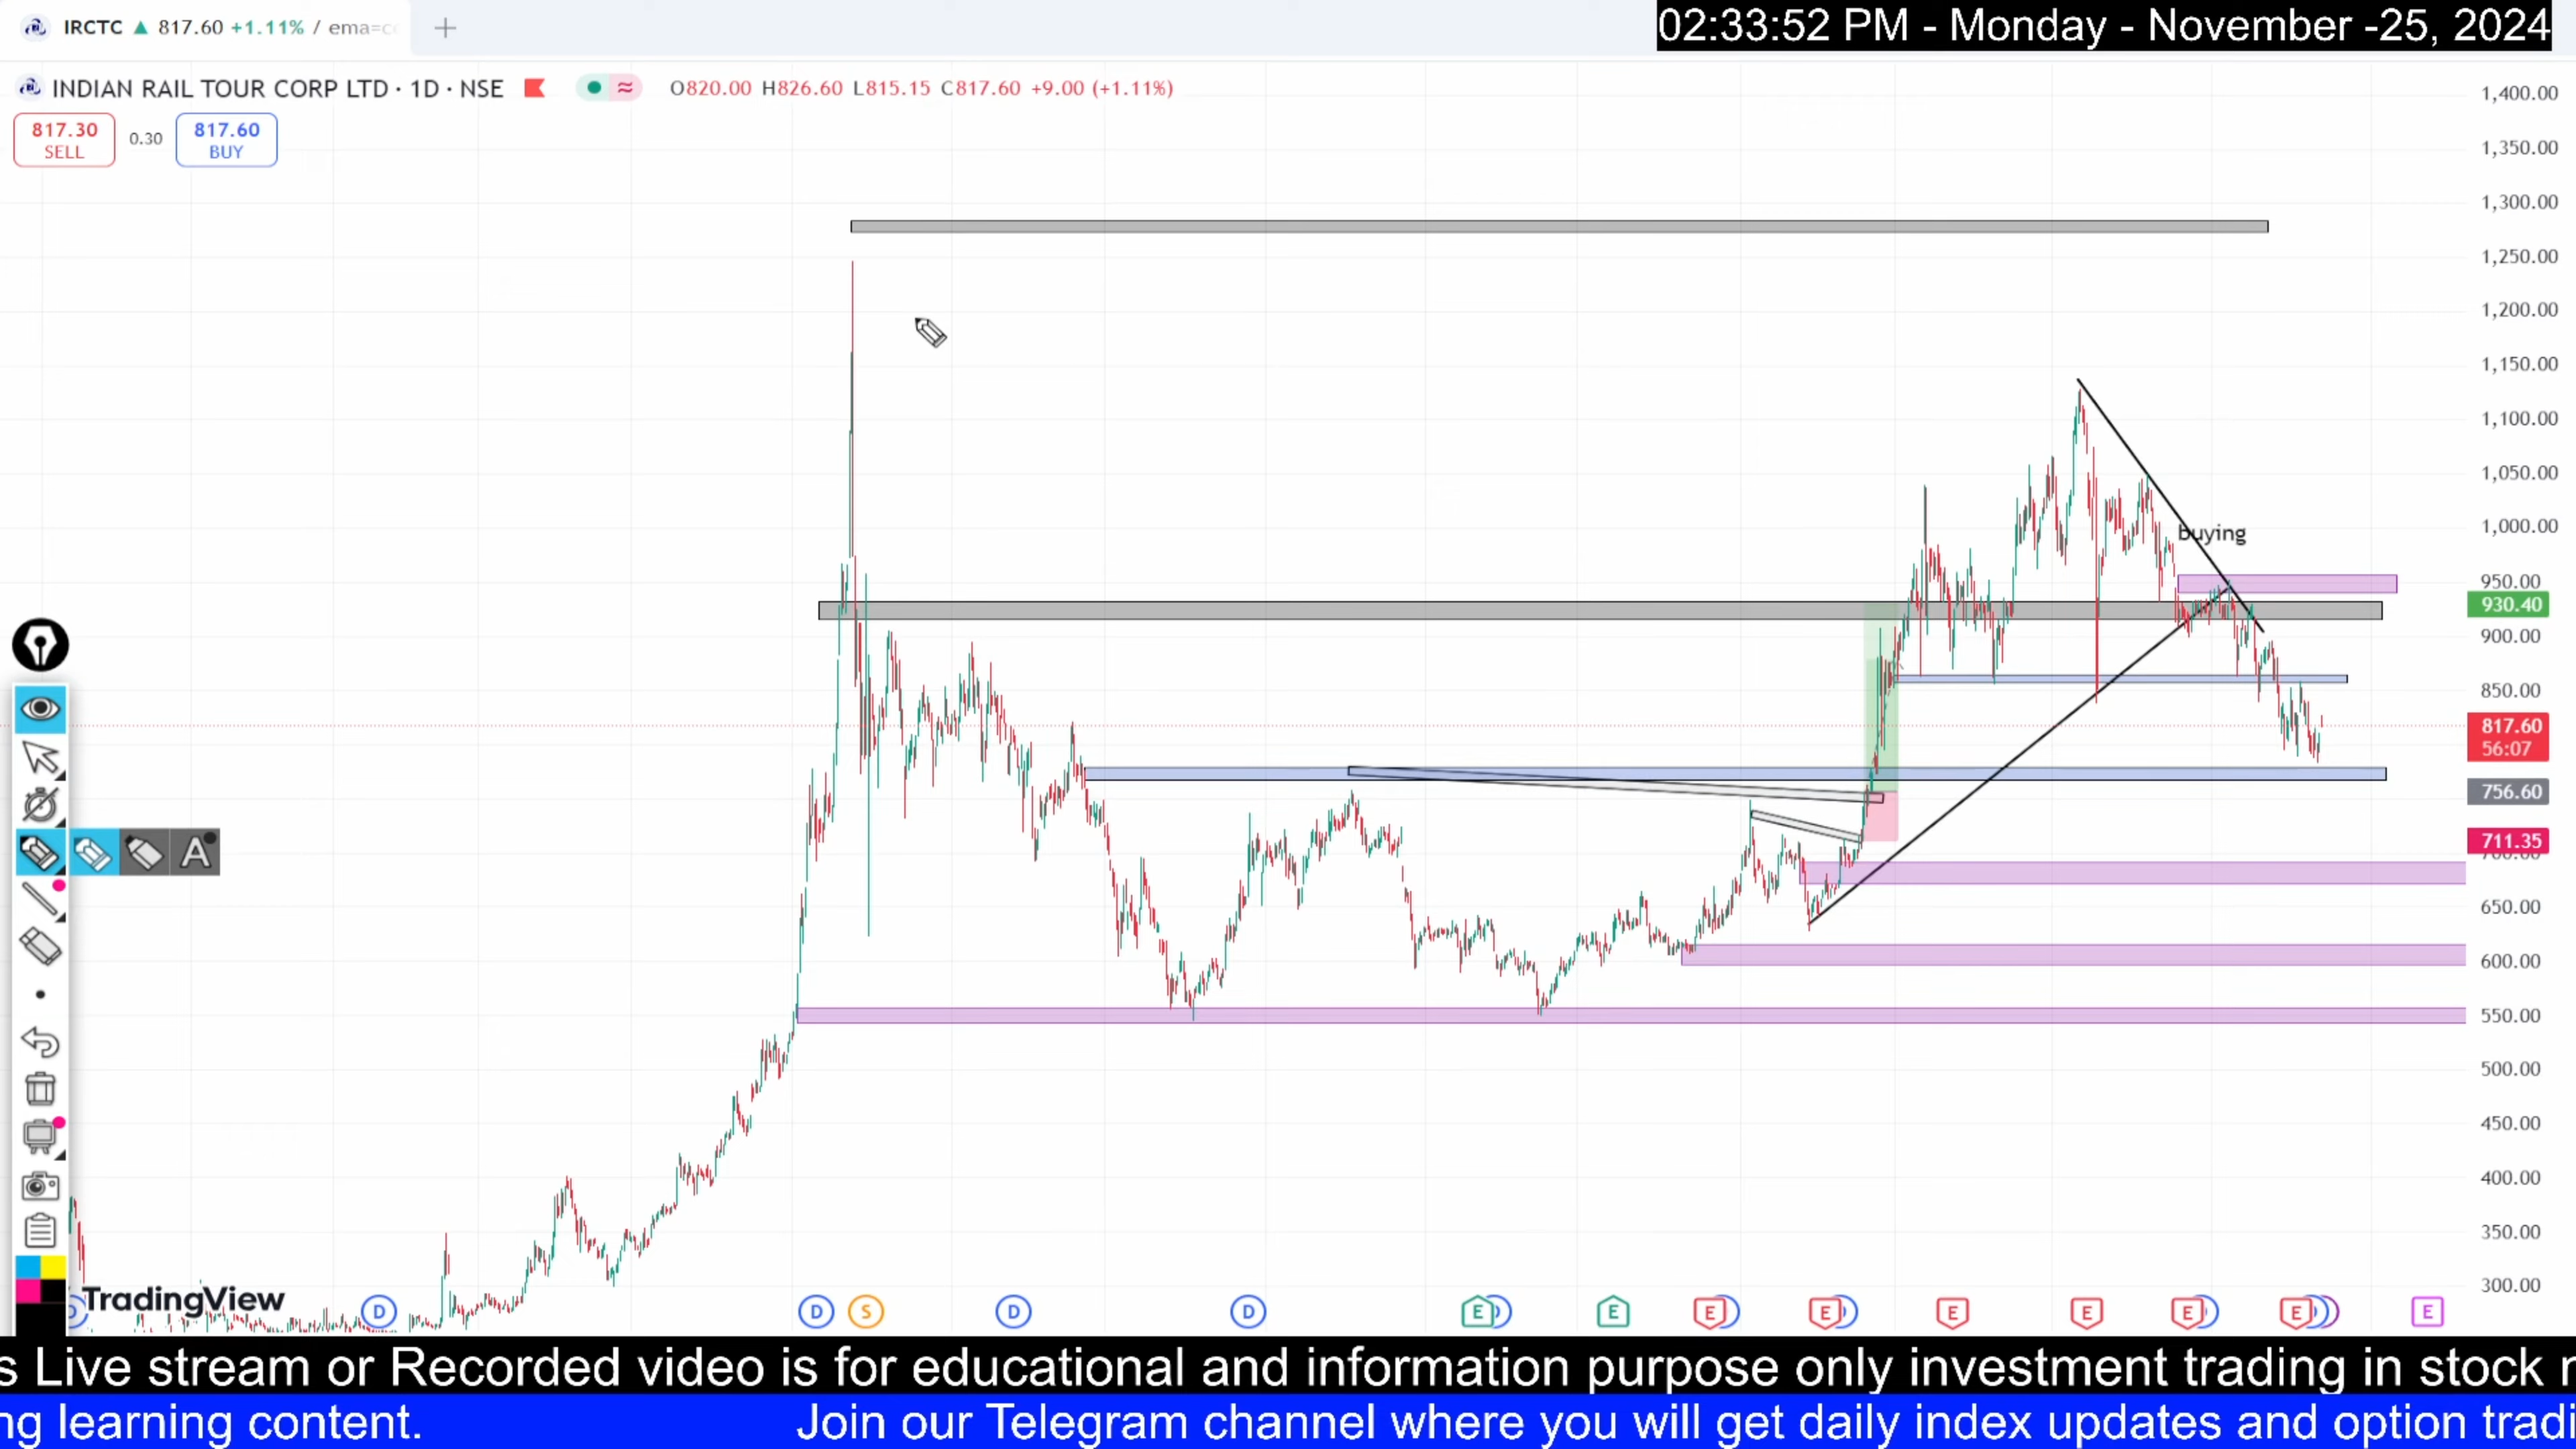 IRCTC ▲ 817.60 +1.11% / ema=c
02:33:52 PM - Monday - November -25, 2024
INDIAN RAIL TOUR CORP LTD · 1D · NSE O820.00 H826.60 L815.15 C817.60 +9.00 (+1.11%)
817.30 SELL
0.30
817.60 BUY
1,400.00
1,350.00
1,300.00
1,250.00
1,200.00
1,150.00
1,100.00
1,050.00
1,000.00
buying
950.00
930.40
900.00
850.00
817.60
56:07
756.60
711.35
650.00
600.00
550.00
500.00
450.00
400.00
350.00
300.00
A
TradingView
D D S D D E E E E E E E E E
s Live stream or Recorded video is for educational and information purpose only investment trading in stock
ng learning content. Join our Telegram channel where you will get daily index updates and option tradi